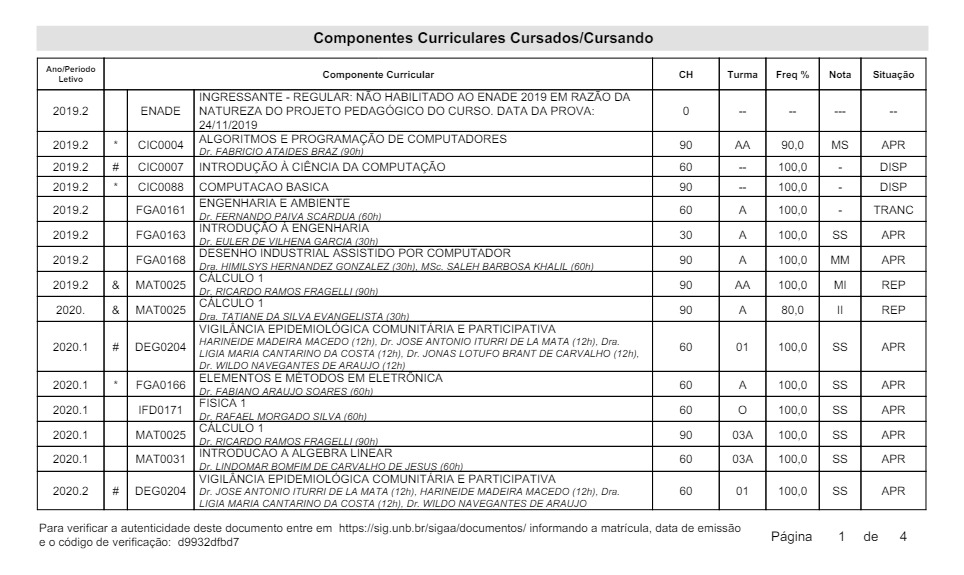 Componentes Curriculares Cursados/Cursando
Ano/Período Letivo Componente Curricular CH Turma Freq % Nota Situação
2019.2 ENADE INGRESSANTE - REGULAR: NÃO HABILITADO AO ENADE 2019 EM RAZÃO DA
NATUREZA DO PROJETO PEDAGÓGICO DO CURSO. DATA DA PROVA:
24/11/2019 0 -- -- --- --
2019.2 * CIC0004 ALGORITMOS E PROGRAMAÇÃO DE COMPUTADORES 90 AA 90,0 MS APR
Dr. FABRICIO ATAIDES BRAZ (90h)
2019.2 # CIC0007 INTRODUÇÃO À CIÊNCIA DA COMPUTAÇÃO 60 -- 100,0 - DISP
2019.2 * CIC0088 COMPUTACAO BASICA 90 -- 100,0 - DISP
2019.2 FGA0161 ENGENHARIA E AMBIENTE 60 A 100,0 - TRANC
Dr. FERNANDO PAIVA SCARDUA (60h)
2019.2 FGA0163 INTRODUÇÃO À ENGENHARIA 30 A 100,0 SS APR
Dr. EULER DE VILHENA GARCIA (30h)
2019.2 FGA0168 DESENHO INDUSTRIAL ASSISTIDO POR COMPUTADOR 90 A 100,0 MM APR
Dra. HIMILSYS HERNANDEZ GONZALEZ (30h), MSc. SALEH BARBOSA KHALIL (60h)
2019.2 & MAT0025 CÁLCULO 1 90 AA 100,0 MI REP
Dr. RICARDO RAMOS FRAGELLI (90h)
2020. & MAT0025 CÁLCULO 1 90 A 80,0 II REP
Dra. TATIANE DA SILVA EVANGELISTA (30h)
2020.1 # DEG0204 VIGILÂNCIA EPIDEMIOLÓGICA COMUNITÁRIA E PARTICIPATIVA 60 01 100,0 SS APR
HARINEIDE MADEIRA MACEDO (12h), Dr. JOSE ANTONIO ITURRI DE LA MATA (12h), Dra.
LIGIA MARIA CANTARINO DA COSTA (12h), Dr. JONAS LOTUFO BRANT DE CARVALHO (12h),
Dr. WILDO NAVEGANTES DE ARAUJO (12h)
2020.1 * FGA0166 ELEMENTOS E MÉTODOS EM ELETRÔNICA 60 A 100,0 SS APR
Dr. FABIANO ARAUJO SOARES (60h)
2020.1 IFD0171 FISICA 1 60 O 100,0 SS APR
Dr. RAFAEL MORGADO SILVA (60h)
2020.1 MAT0025 CÁLCULO 1 90 03A 100,0 SS APR
Dr. RICARDO RAMOS FRAGELLI (90h)
2020.1 MAT0031 INTRODUCAO A ALGEBRA LINEAR 60 03A 100,0 SS APR
Dr. LINDOMAR BOMFIM DE CARVALHO DE JESUS (60h)
2020.2 # DEG0204 VIGILÂNCIA EPIDEMIOLÓGICA COMUNITÁRIA E PARTICIPATIVA 60 01 100,0 SS APR
Dr. JOSE ANTONIO ITURRI DE LA MATA (12h), HARINEIDE MADEIRA MACEDO (12h), Dra.
LIGIA MARIA CANTARINO DA COSTA (12h), Dr. WILDO NAVEGANTES DE ARAUJO
Para verificar a autenticidade deste documento entre em https://sig.unb.br/sigaa/documentos/ informando a matrícula, data de emissão
e o código de verificação: d9932dfbd7
Página 1 de 4